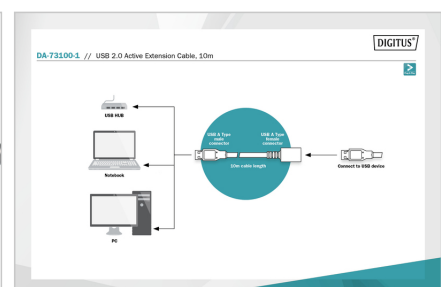 DIGITUS®
DA-73100-1 // USB 2.0 Active Extension Cable, 10m
USB HUB
USB A Type
male
connector
USB A Type
female
connector
10m cable length
Notebook
Connect to USB device
PC